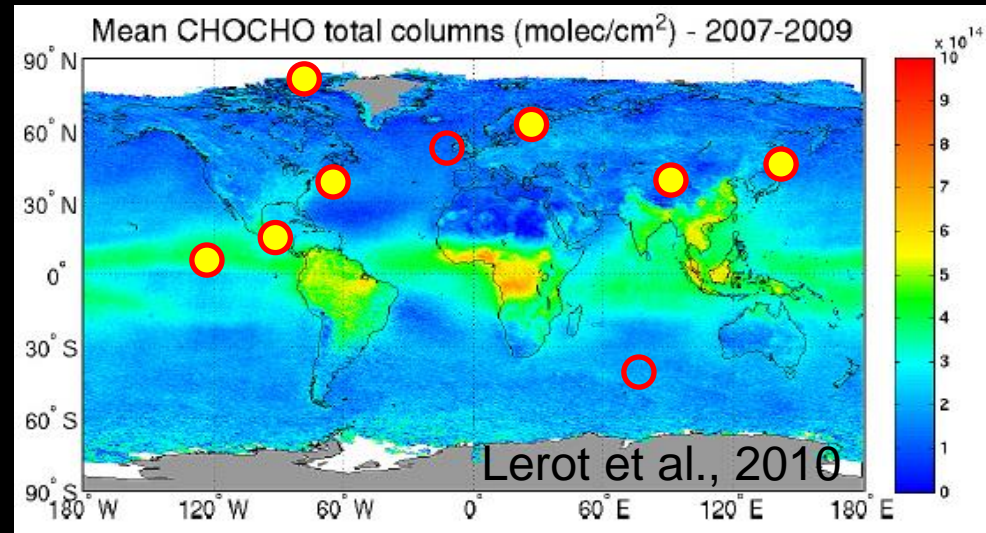 Mean CHOCHO total columns (molec/cm²) - 2007-2009
x 10¹⁴
90° N
60° N
30° N
0°
30° S
60° S
90° S
180° W
120° W
60° W
0°
60° E
120° E
180° E
10
9
8
7
6
5
4
3
2
1
0
Lerot et al., 2010